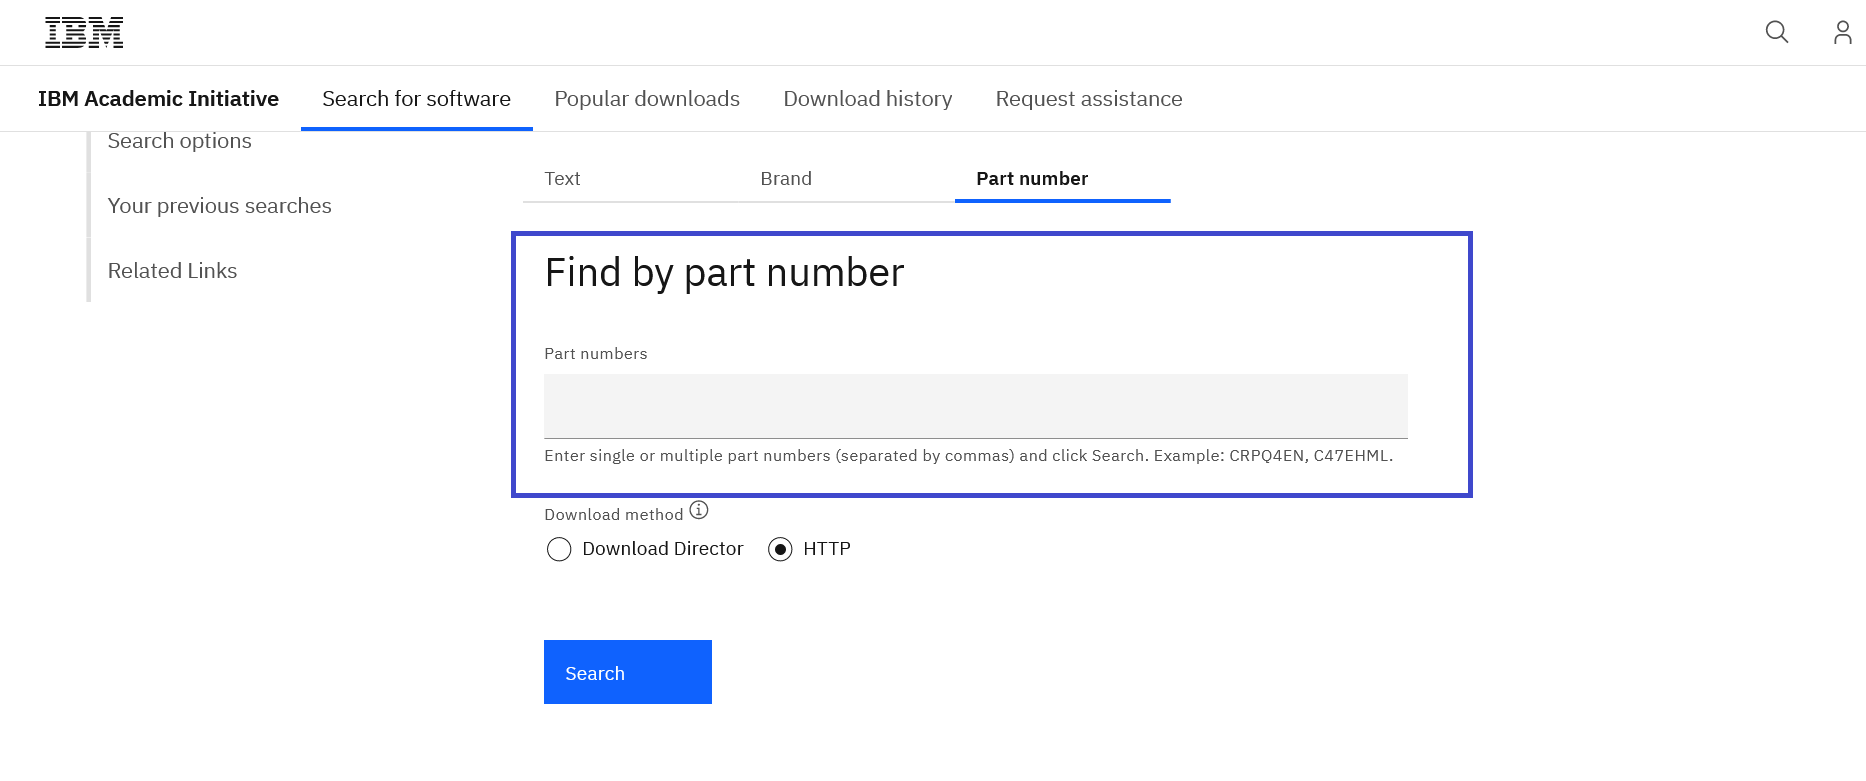 IBM
IBM Academic Initiative Search for software Popular downloads Download history Request assistance
Search options
Your previous searches
Related Links
Text Brand Part number
Find by part number
Part numbers
Enter single or multiple part numbers (separated by commas) and click Search. Example: CRPQ4EN, C47EHML.
Download method
Download Director HTTP
Search